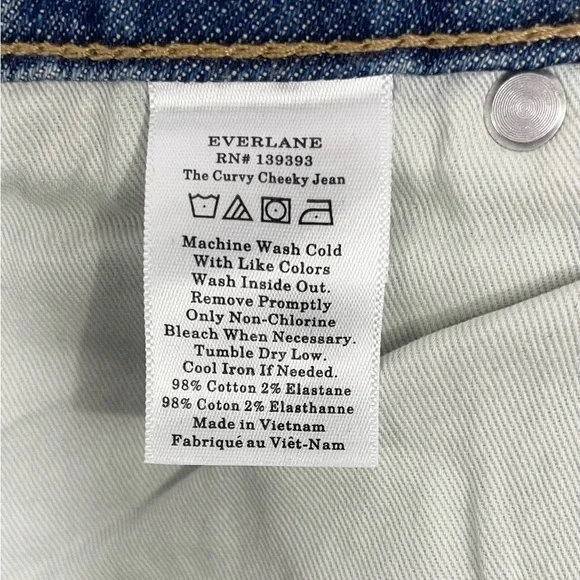 EVERLANE
RN# 139393
The Curvy Cheeky Jean
Machine Wash Cold
With Like Colors
Wash Inside Out.
Remove Promptly
Only Non-Chlorine
Bleach When Necessary.
Tumble Dry Low.
Cool Iron If Needed.
98% Cotton 2% Elastane
98% Coton 2% Elasthanne
Made in Vietnam
Fabriqué au Viêt-Nam